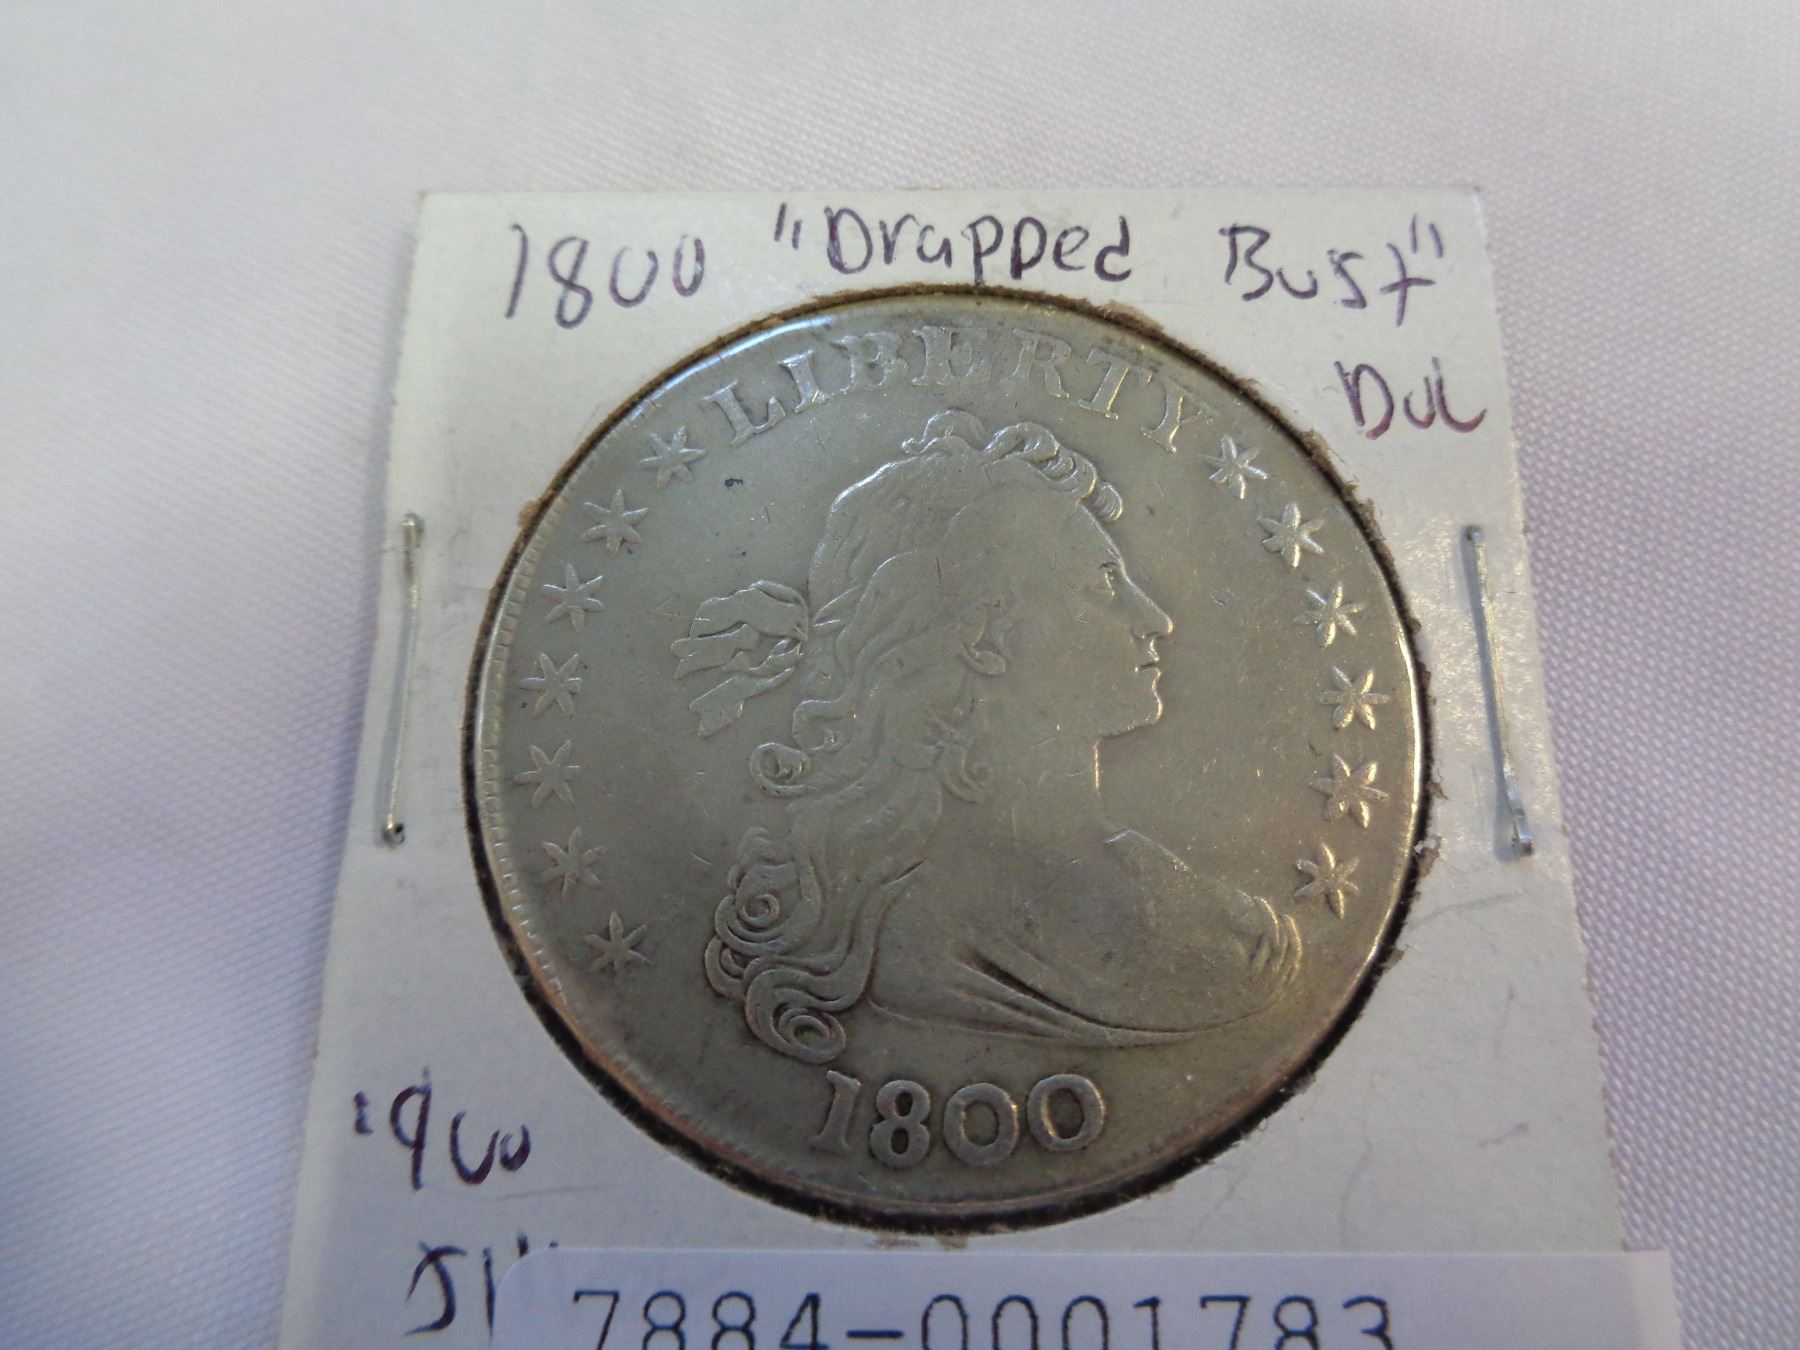 1800 "Drapped Bust"
Dol
LIBERTY
1800
.900
7884-0001783